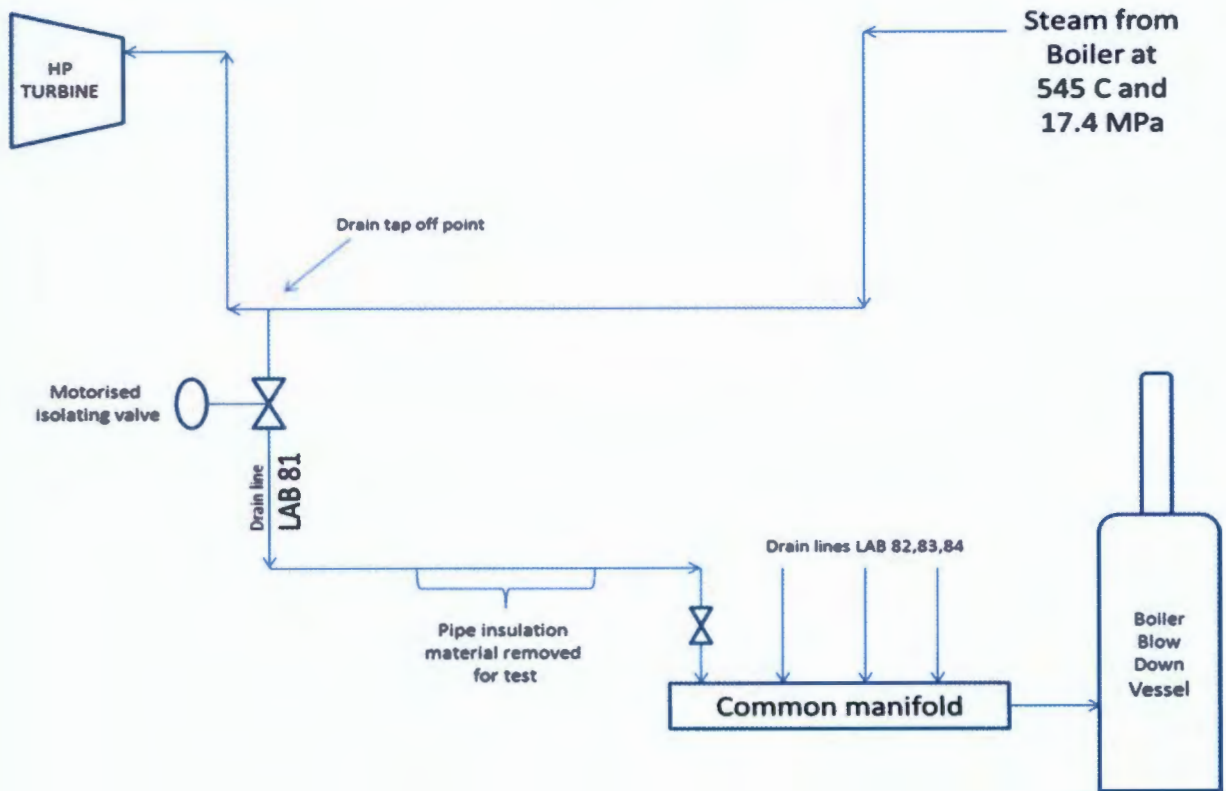 HP
TURBINE
Steam from
Boiler at
545 C and
17.4 MPa
Drain tap off point
Motorised
isolating valve
Drain line
LAB 81
Drain lines LAB 82,83,84
Pipe insulation
material removed
for test
Common manifold
Boiler
Blow
Down
Vessel